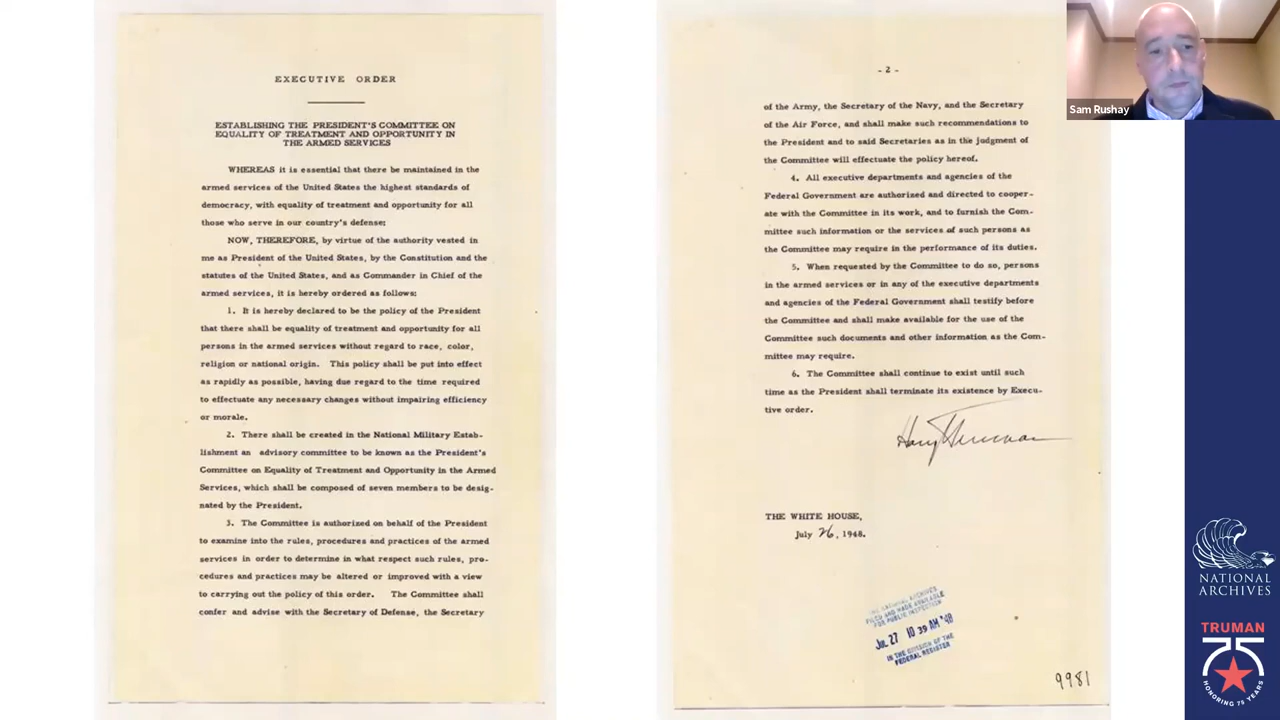 EXECUTIVE ORDER
ESTABLISHING THE PRESIDENT'S COMMITTEE ON
EQUALITY OF TREATMENT AND OPPORTUNITY IN
THE ARMED SERVICES
WHEREAS it is essential that there be maintained in the
armed services of the United States the highest standards of
democracy, with equality of treatment and opportunity for all
those who serve in our country's defense:
NOW, THEREFORE, by virtue of the authority vested in
me as President of the United States, by the Constitution and the
statutes of the United States, and as Commander in Chief of the
armed services, it is hereby ordered as follows:
1. It is hereby declared to be the policy of the President
that there shall be equality of treatment and opportunity for all
persons in the armed services without regard to race, color,
religion or national origin. This policy shall be put into effect
as rapidly as possible, having due regard to the time required
to effectuate any necessary changes without impairing efficiency
or morale.
2. There shall be created in the National Military Estab-
lishment an advisory committee to be known as the President's
Committee on Equality of Treatment and Opportunity in the Armed
Services, which shall be composed of seven members to be desig-
nated by the President.
3. The Committee is authorized on behalf of the President
to examine into the rules, procedures and practices of the armed
services in order to determine in what respect such rules, pro-
cedures and practices may be altered or improved with a view
to carrying out the policy of this order. The Committee shall
confer and advise with the Secretary of Defense, the Secretary
- 2 -
of the Army, the Secretary of the Navy, and the Secretary
of the Air Force, and shall make such recommendations to
the President and to said Secretaries as in the judgment of
the Committee will effectuate the policy hereof.
4. All executive departments and agencies of the
Federal Government are authorized and directed to cooper-
ate with the Committee in its work, and to furnish the Com-
mittee such information or the services of such persons as
the Committee may require in the performance of its duties.
5. When requested by the Committee to do so, persons
in the armed services or in any of the executive departments
and agencies of the Federal Government shall testify before
the Committee and shall make available for the use of the
Committee such documents and other information as the Com-
mittee may require.
6. The Committee shall continue to exist until such
time as the President shall terminate its existence by Execu-
tive order.
Harry Truman
THE WHITE HOUSE,
July 26, 1948.
THE NATIONAL ARCHIVES
FILED AND MADE AVAILABLE
FOR PUBLIC INSPECTION
JUL 27 10 39 AM '48
IN THE DIVISION OF THE
FEDERAL REGISTER
9981
Sam Rushay
NATIONAL
ARCHIVES
TRUMAN
75
HONORING 75 YEARS